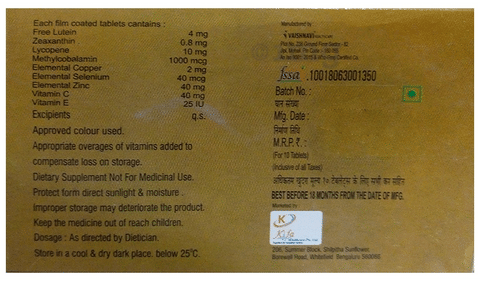 Each film coated tablets contains :
Free Lutein 4 mg
Zeaxanthin 0.8 mg
Lycopene 10 mg
Methylcobalamin 1000 mcg
Elemental Copper 2 mg
Elemental Selenium 40 mcg
Elemental Zinc 40 mg
Vitamin C 40 mg
Vitamin E 25 IU
Excipients q.s.
Approved colour used.
Appropriate overages of vitamins added to
compensate loss on storage.
Dietary Supplement Not For Medicinal Use.
Protect form direct sunlight & moisture .
Improper storage may deteriorate the product.
Keep the medicine out of reach children.
Dosage : As directed by Dietician.
Store in a cool & dry dark place. below 25°C.
Manufactured by
VAISHNAVI
fssai .10018063001350
Batch No. :
Mfg. Date :
निर्माण तिथि
M.R.P.₹ :
(For 10 Tablets)
(Inclusive of all Taxes)
BEST BEFORE 18 MONTHS FROM THE DATE OF MFG.
Marketed by
K
Kifa
Whitefield Bengaluru